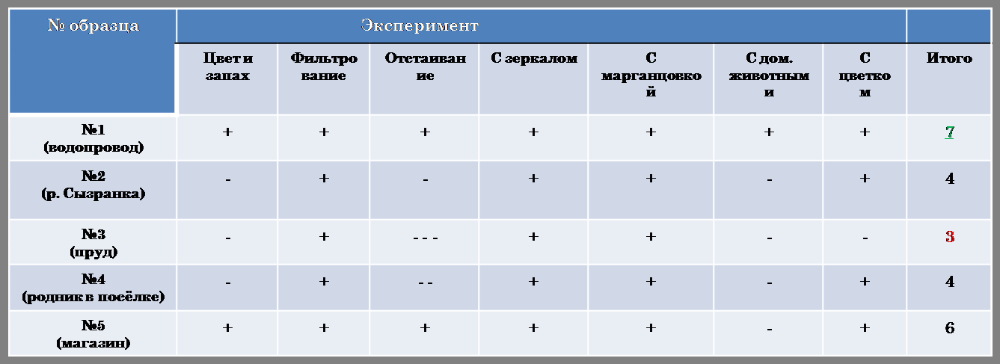 № образца Эксперимент
Цвет и Фильтро Отстаиван С зеркалом С С дом. С Итого
запах вание ие марганцовко животным цветко
й и м
№1 + + + + + + + 7
(водопровод)
№2 - + - + + - + 4
(р. Сызранка)
№3 - + - - - + + - - 3
(пруд)
№4 - + - - + + - + 4
(родник в посёлке)
№5 + + + + + - + 6
(магазин)